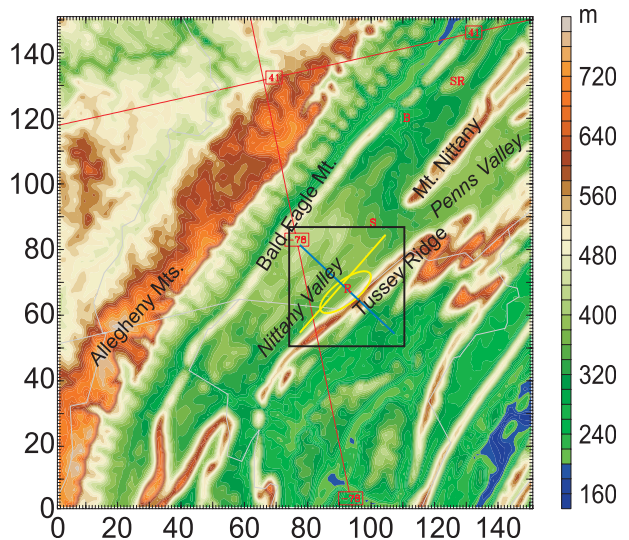 m
140
120
100
80
60
40
20
0
0 20 40 60 80 100 120 140
720
640
560
480
400
320
240
160
41
41
SR
B
S
-78
R
-78
Mt. Nittany
Penns Valley
Bald Eagle Mt.
Tussey Ridge
Nittany Valley
Allegheny Mts.